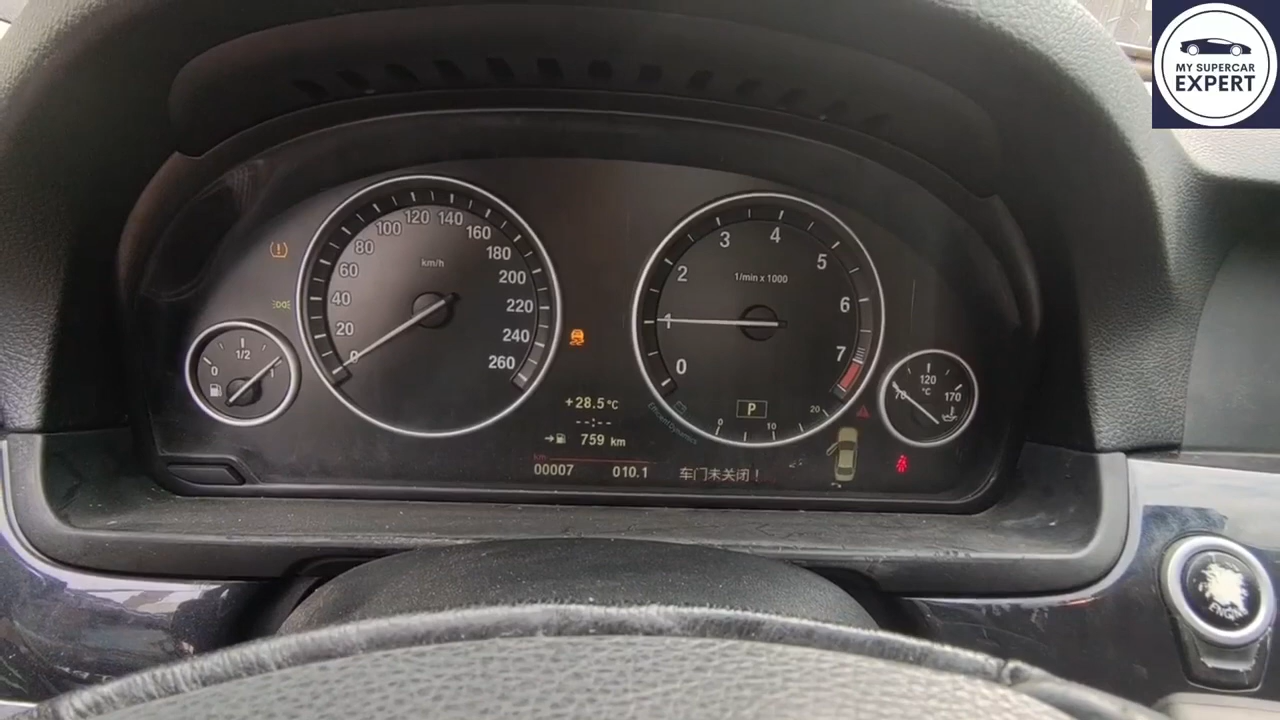 MY SUPERCAR
EXPERT
0
20
40
60
80
100
120
140
160
180
200
220
240
260
km/h
0
1
2
3
4
5
6
7
1/min x 1000
0
1/2
1
70
120
°C
170
P
0
10
20
EfficientDynamics
+28.5°C
--:--
759 km
km
00007 010.1 车门未关闭！